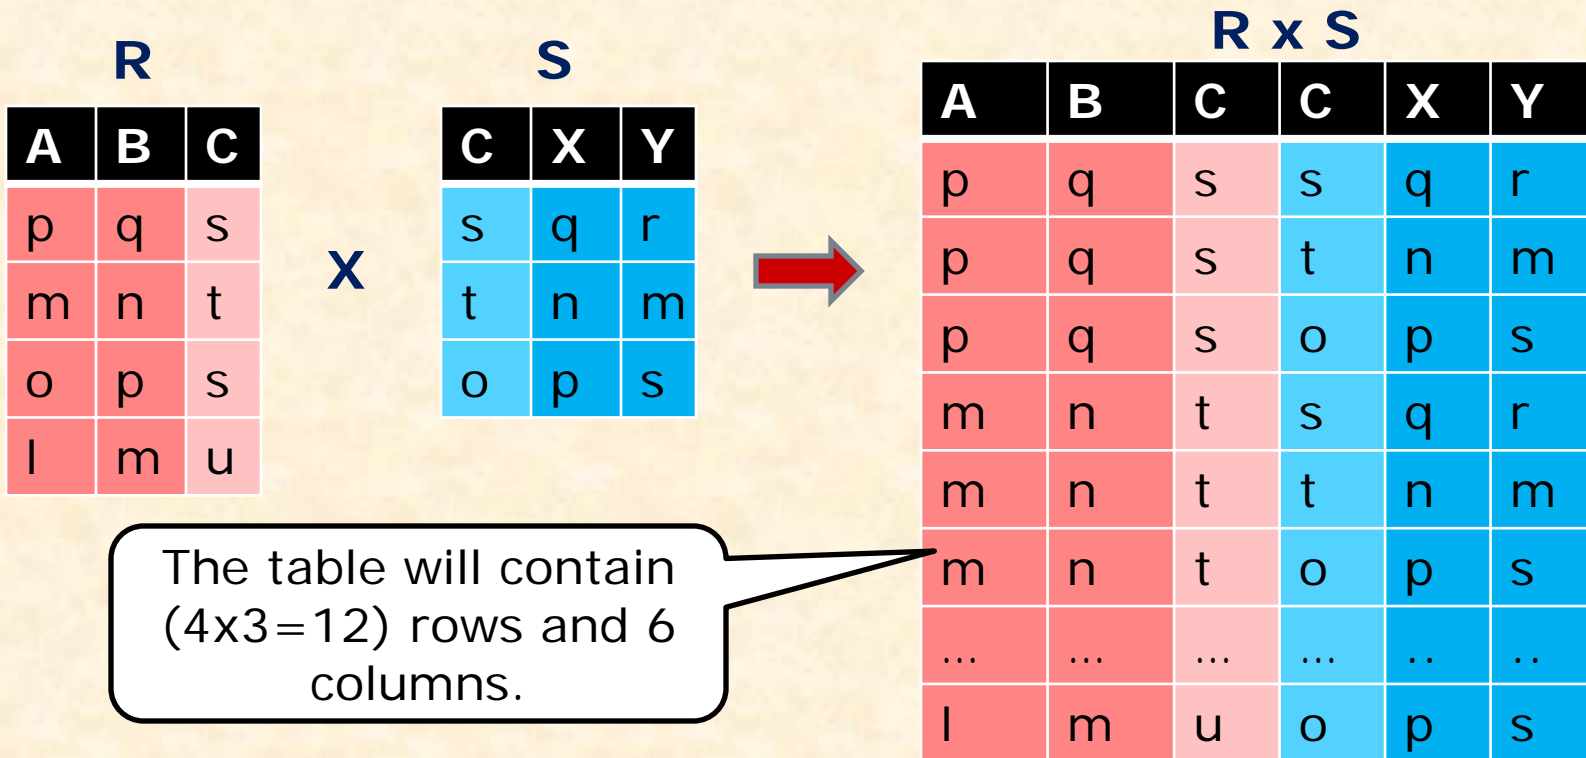 R
A B C
p q s
m n t
o p s
l m u
X
S
C X Y
s q r
t n m
o p s
R x S
A B C C X Y
p q s s q r
p q s t n m
p q s o p s
m n t s q r
m n t t n m
m n t o p s
... ... ... ... .. ..
l m u o p s
The table will contain
(4x3=12) rows and 6
columns.